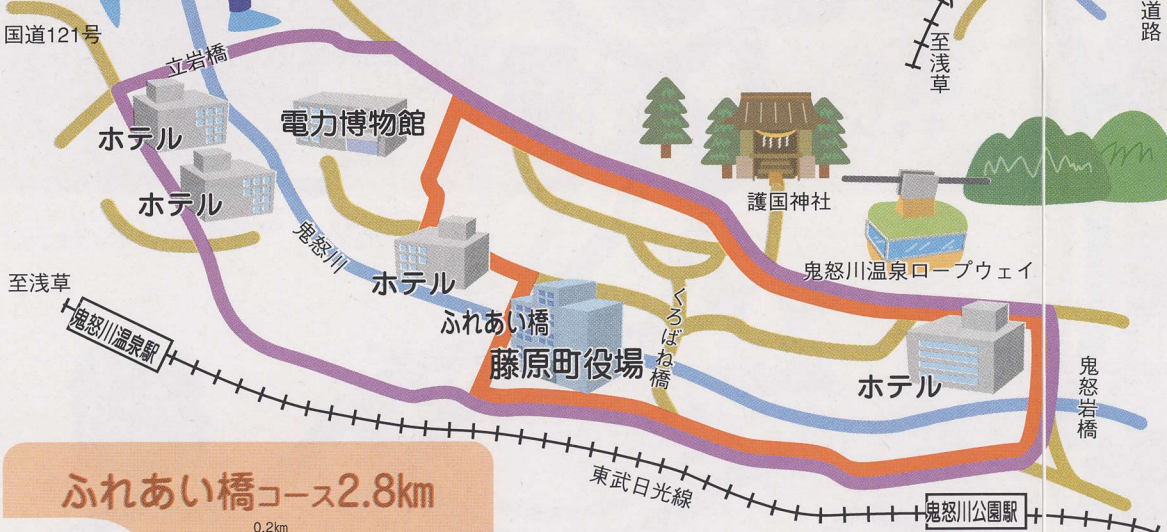 国道121号
立岩橋
至浅草
道路
ホテル
電力博物館
護国神社
ホテル
鬼怒川
鬼怒川温泉ロープウェイ
至浅草
ホテル
くろばね橋
ふれあい橋
鬼怒川温泉駅
藤原町役場
ホテル
鬼怒岩橋
東武日光線
ふれあい橋コース2.8km
鬼怒川公園駅
0.2km